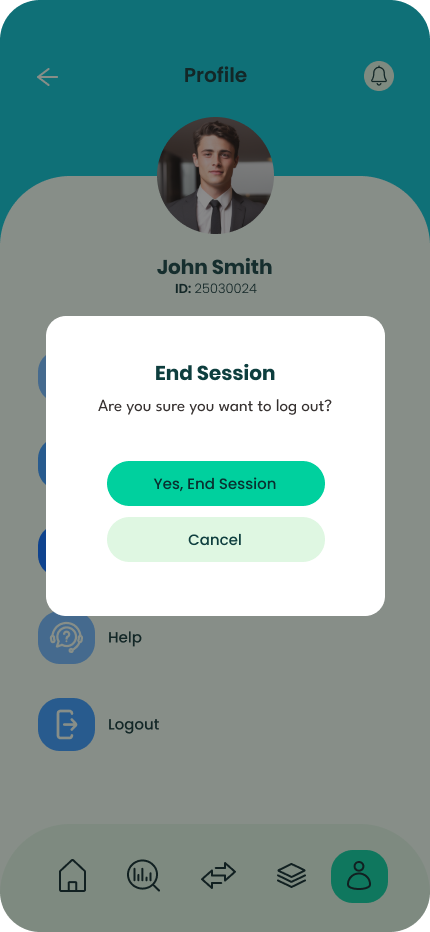 Profile
John Smith
ID: 25030024
End Session
Are you sure you want to log out?
Yes, End Session
Cancel
Help
Logout